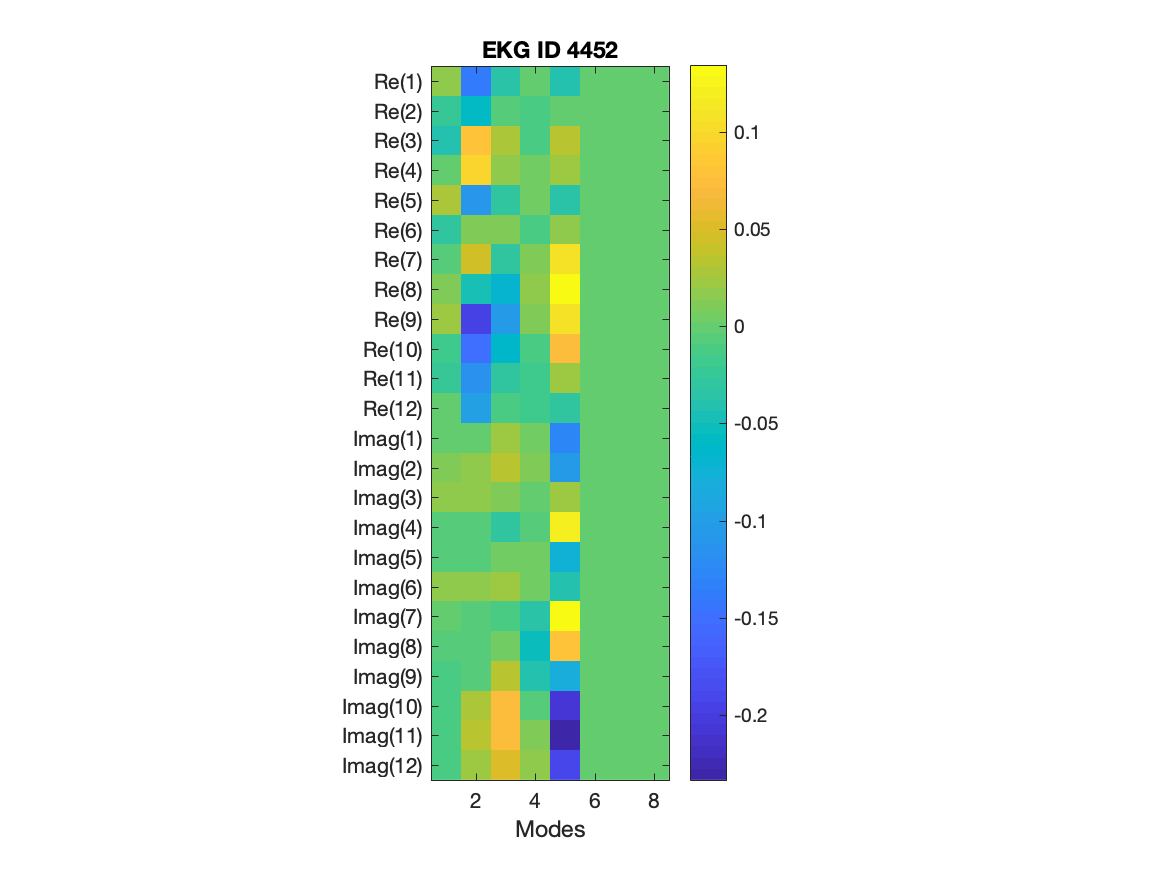 EKG ID 4452
Re(1)
Re(2)
Re(3)
Re(4)
Re(5)
Re(6)
Re(7)
Re(8)
Re(9)
Re(10)
Re(11)
Re(12)
Imag(1)
Imag(2)
Imag(3)
Imag(4)
Imag(5)
Imag(6)
Imag(7)
Imag(8)
Imag(9)
Imag(10)
Imag(11)
Imag(12)
2 4 6 8
Modes
0.1
0.05
0
-0.05
-0.1
-0.15
-0.2